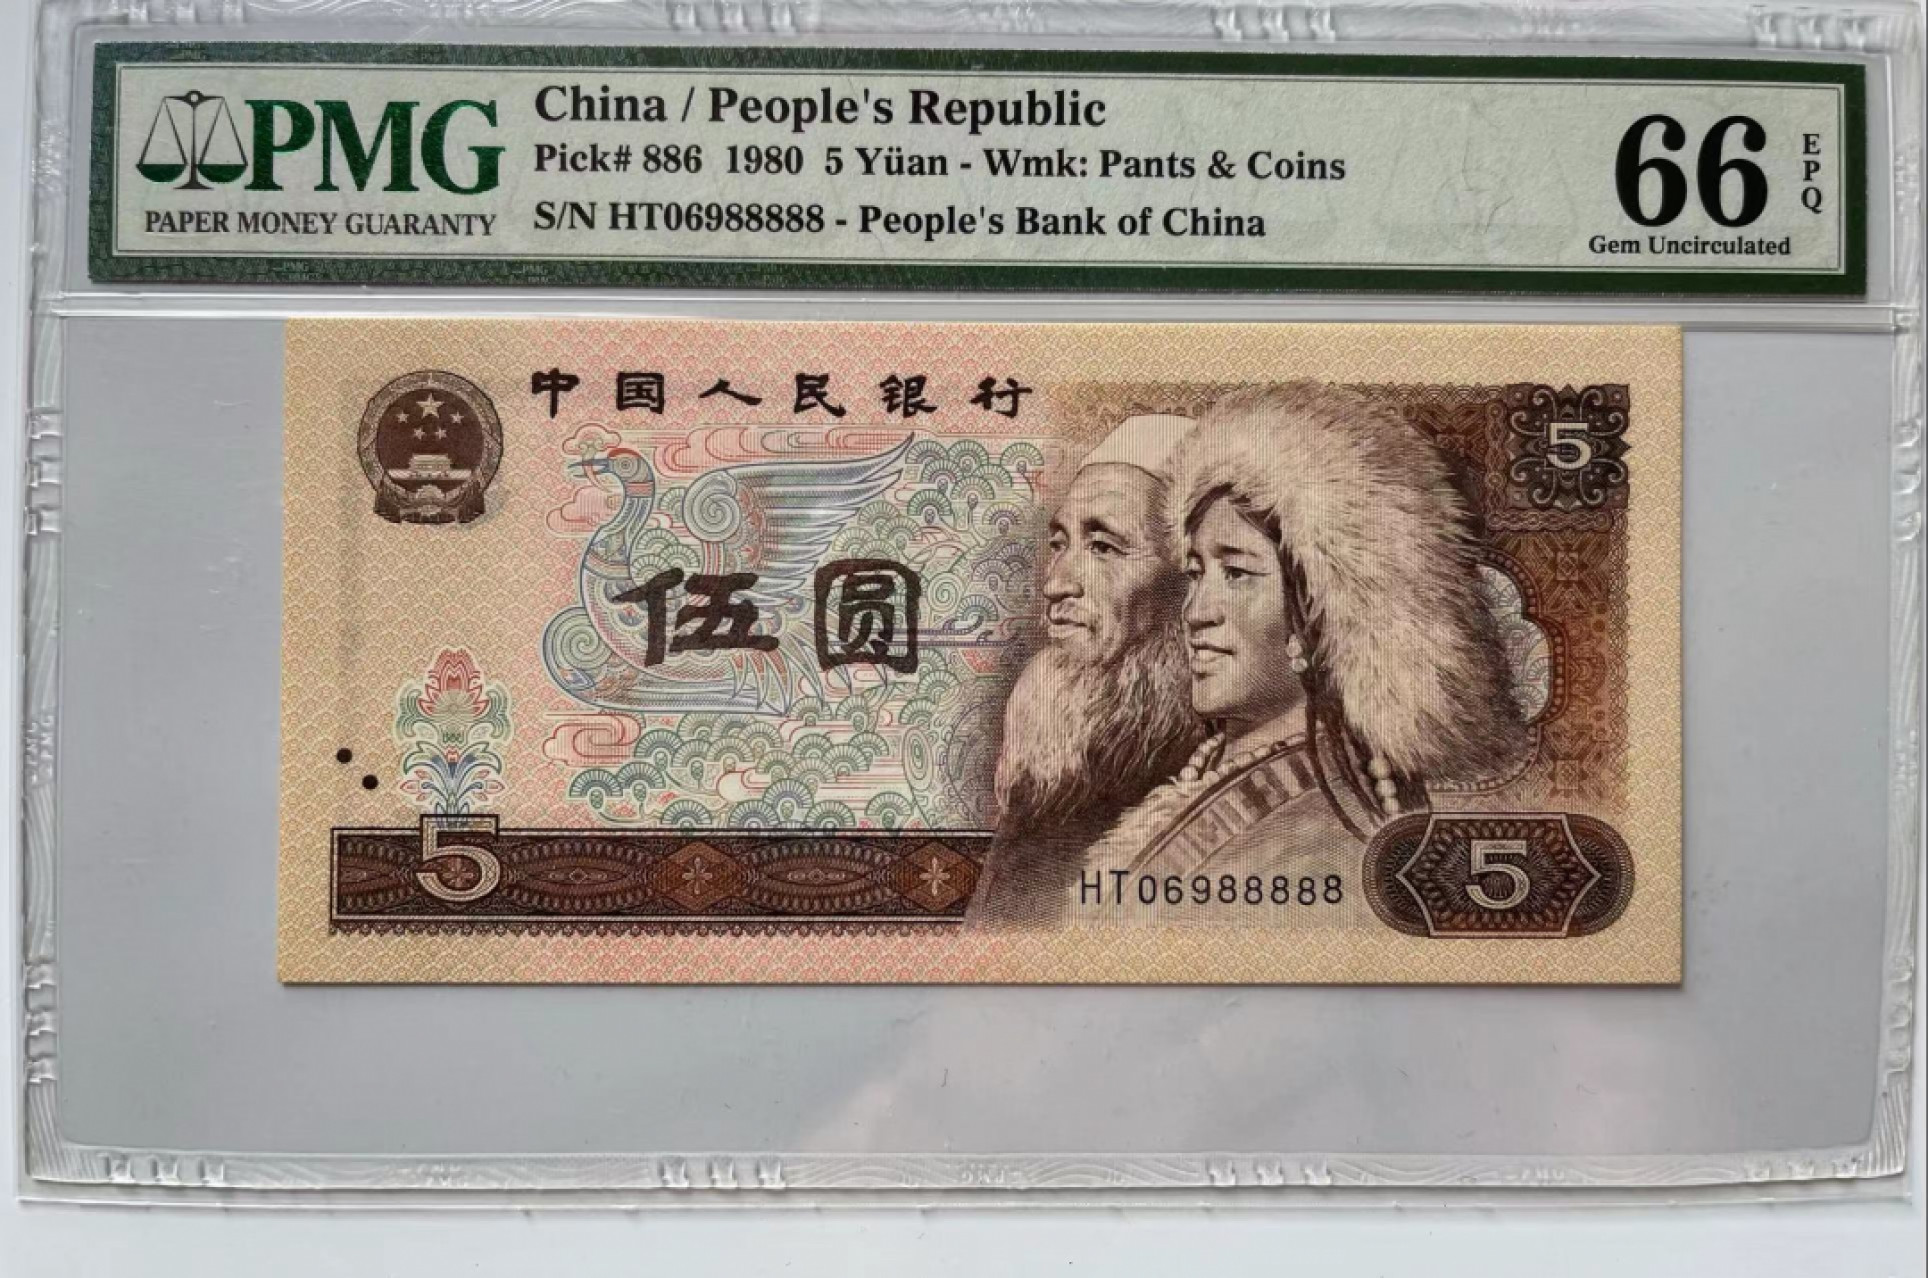 PMG
PAPER MONEY GUARANTY
China / People's Republic
Pick# 886 1980 5 Yüan - Wmk: Pants & Coins
S/N HT06988888 - People's Bank of China
66
EPQ
Gem Uncirculated
中国人民银行
5
伍圆
5
HT06988888
5